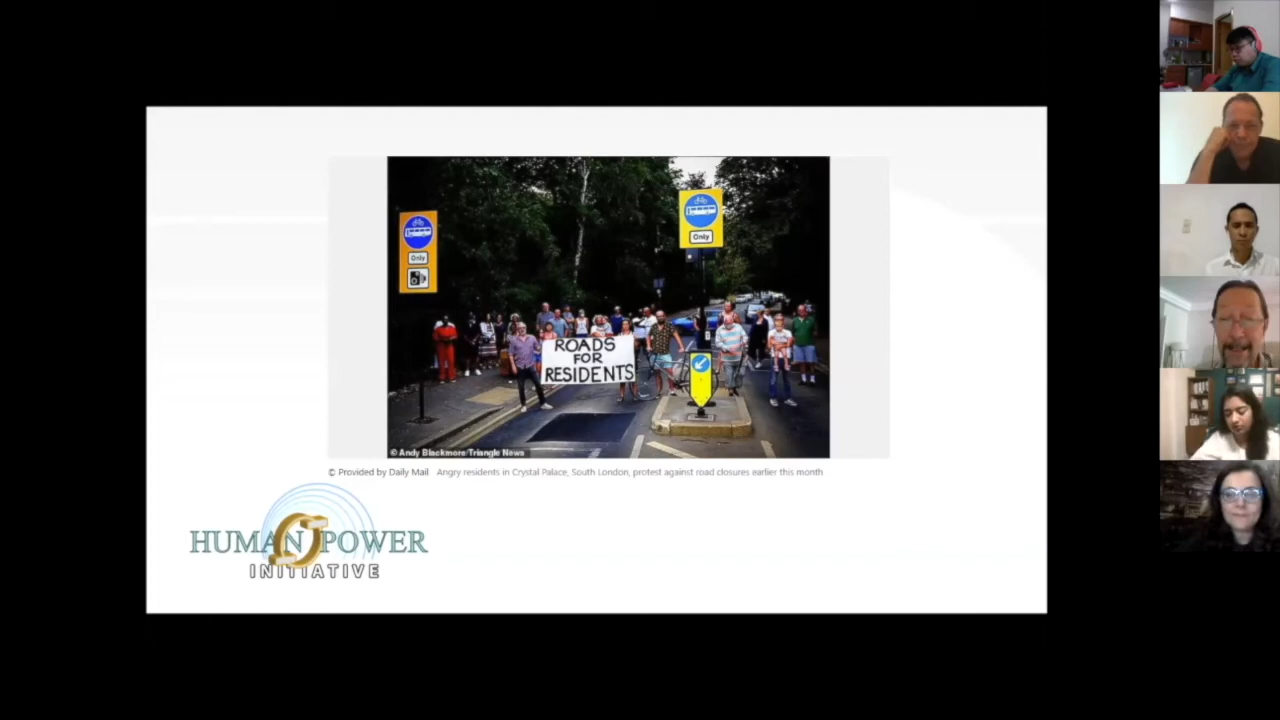 Only
Only
ROADS
FOR
RESIDENTS
© Andy Blackmore/Triangle News
© Provided by Daily Mail Angry residents in Crystal Palace, South London, protest against road closures earlier this month
HUMAN POWER
INITIATIVE